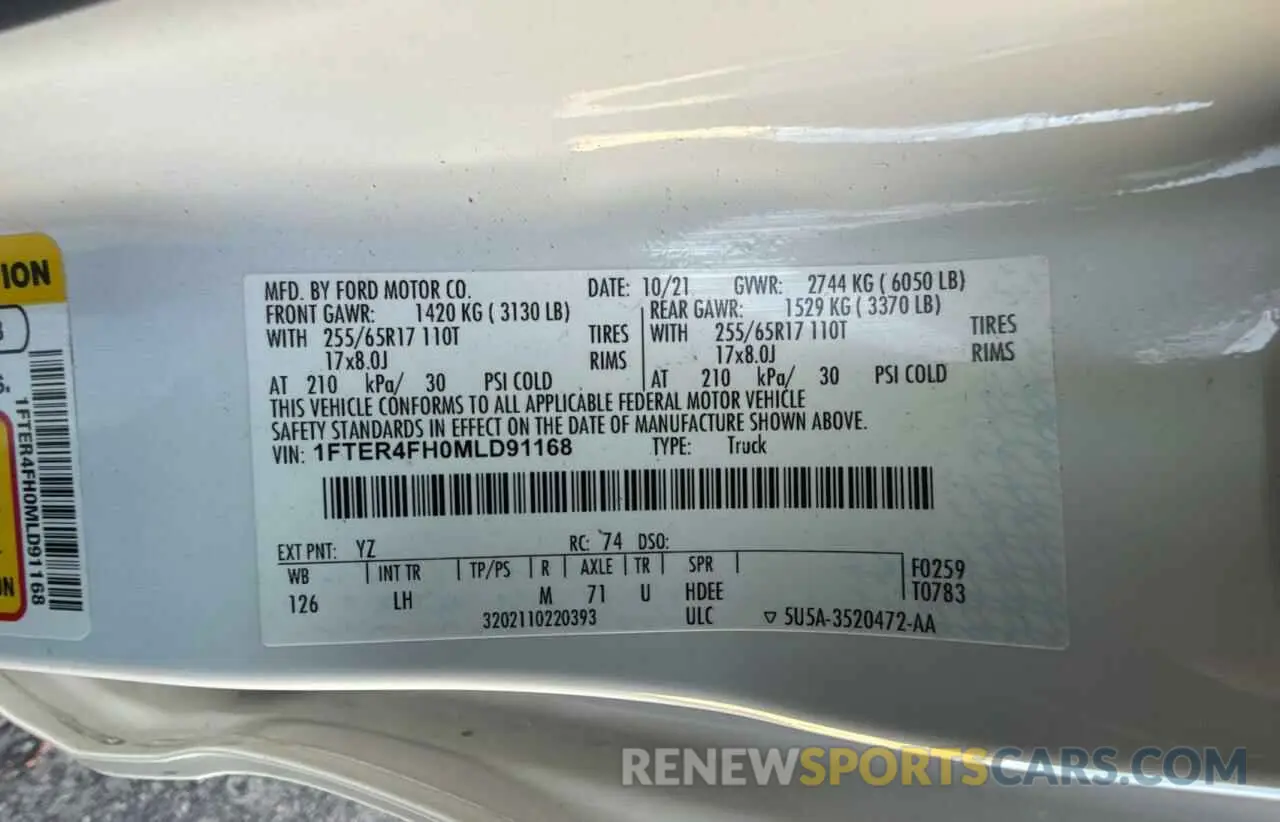 ION
1FTER4FH0MLD91168
MFD. BY FORD MOTOR CO. DATE: 10/21 GVWR: 2744 KG ( 6050 LB)
FRONT GAWR: 1420 KG ( 3130 LB) REAR GAWR: 1529 KG ( 3370 LB)
WITH 255/65R17 110T TIRES WITH 255/65R17 110T TIRES
17x8.0J RIMS 17x8.0J RIMS
AT 210 kPa/ 30 PSI COLD AT 210 kPa/ 30 PSI COLD
THIS VEHICLE CONFORMS TO ALL APPLICABLE FEDERAL MOTOR VEHICLE
SAFETY STANDARDS IN EFFECT ON THE DATE OF MANUFACTURE SHOWN ABOVE.
VIN: 1FTER4FH0MLD91168 TYPE: Truck
EXT PNT: YZ RC: 74 DSO:
WB INT TR TP/PS R AXLE TR SPR F0259
126 LH M 71 U HDEE T0783
3202110220393 ULC ▽ 5U5A-3520472-AA
RENEWSPORTSCARS.COM